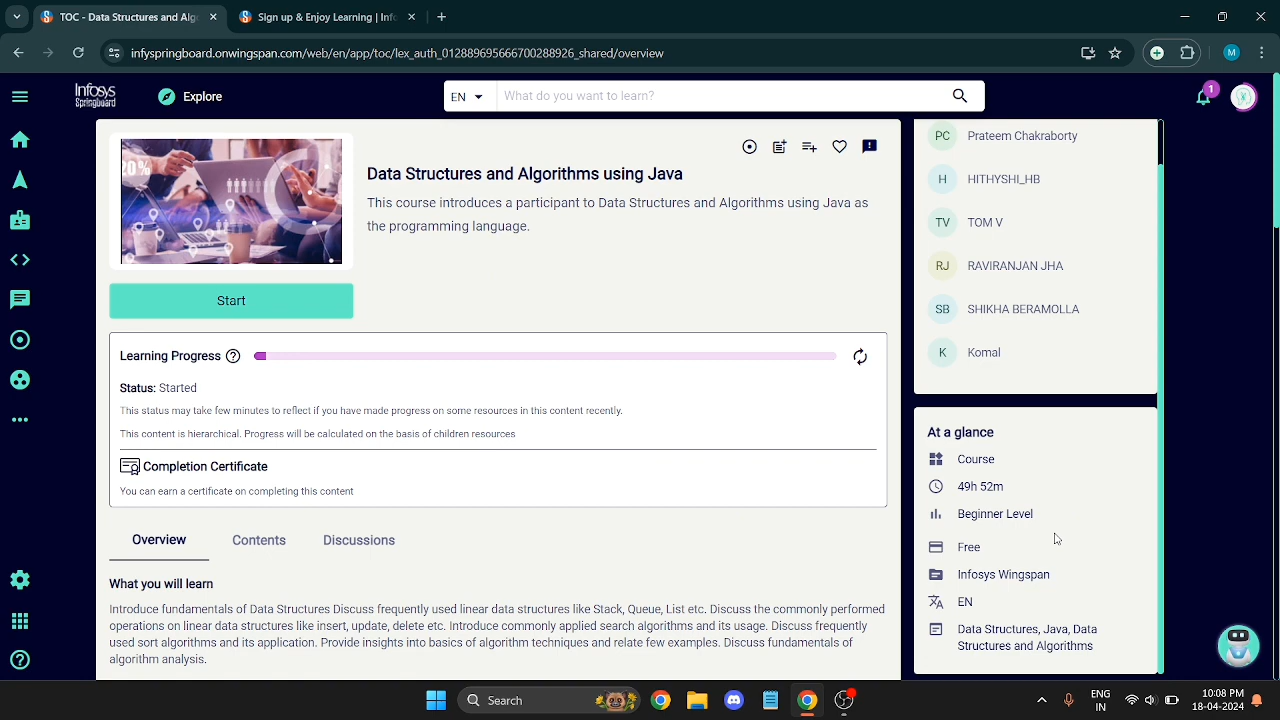 TOC - Data Structures and Alg
Sign up & Enjoy Learning | Inf
infyspringboard.onwingspan.com/web/en/app/toc/lex_auth_012889695666700288926_shared/overview
M
Infosys
Springboard
Explore
EN
What do you want to learn?
1
20%
Data Structures and Algorithms using Java
This course introduces a participant to Data Structures and Algorithms using Java as
the programming language.
Start
Learning Progress
Status: Started
This status may take few minutes to reflect if you have made progress on some resources in this content recently.
This content is hierarchical. Progress will be calculated on the basis of children resources
Completion Certificate
You can earn a certificate on completing this content
Overview
Contents
Discussions
What you will learn
Introduce fundamentals of Data Structures Discuss frequently used linear data structures like Stack, Queue, List etc. Discuss the commonly performed
operations on linear data structures like insert, update, delete etc. Introduce commonly applied search algorithms and its usage. Discuss frequently
used sort algorithms and its application. Provide insights into basics of algorithm techniques and relate few examples. Discuss fundamentals of
algorithm analysis.
PC Prateem Chakraborty
H HITHYSHI_HB
TV TOM V
RJ RAVIRANJAN JHA
SB SHIKHA BERAMOLLA
K Komal
At a glance
Course
49h 52m
Beginner Level
Free
Infosys Wingspan
EN
Data Structures, Java, Data
Structures and Algorithms
Search
ENG
IN
10:08 PM
18-04-2024